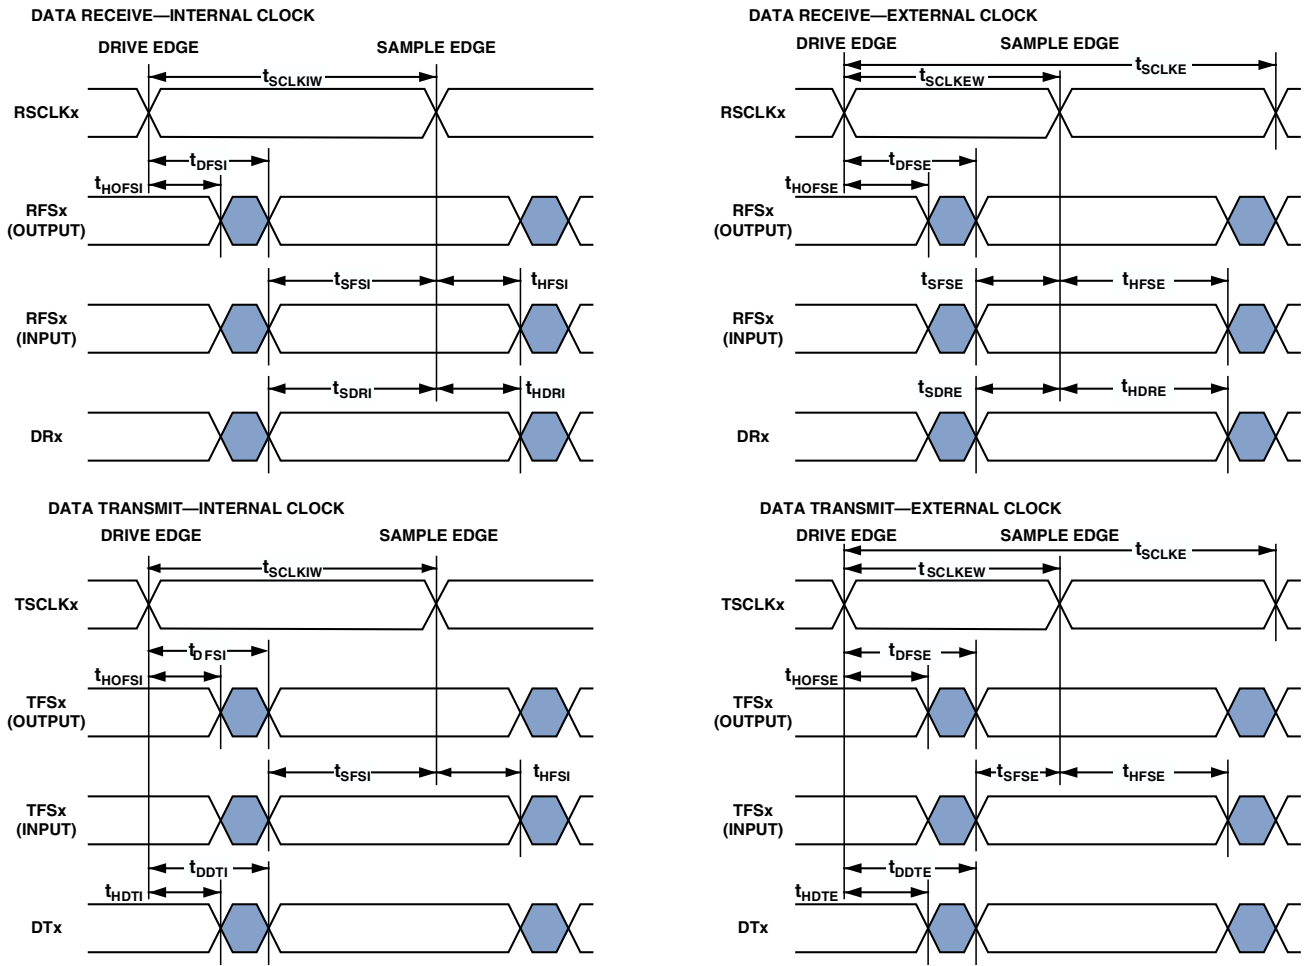 DATA RECEIVE—INTERNAL CLOCK
DRIVE EDGE
SAMPLE EDGE
tSCLKIW
RSCLKx
tDFSI
tHOFSI
RFSx
(OUTPUT)
tSFSI
tHFSI
RFSx
(INPUT)
tSDRI
tHDRI
DRx
DATA RECEIVE—EXTERNAL CLOCK
DRIVE EDGE
SAMPLE EDGE
tSCLKE
tSCLKEW
RSCLKx
tDFSE
tHOFSE
RFSx
(OUTPUT)
tSFSE
tHFSE
RFSx
(INPUT)
tSDRE
tHDRE
DRx
DATA TRANSMIT—INTERNAL CLOCK
DRIVE EDGE
SAMPLE EDGE
tSCLKIW
TSCLKx
tDFSI
tHOFSI
TFSx
(OUTPUT)
tSFSI
tHFSI
TFSx
(INPUT)
tDDTI
tHDTI
DTx
DATA TRANSMIT—EXTERNAL CLOCK
DRIVE EDGE
SAMPLE EDGE
tSCLKE
tSCLKEW
TSCLKx
tDFSE
tHOFSE
TFSx
(OUTPUT)
tSFSE
tHFSE
TFSx
(INPUT)
tDDTE
tHDTE
DTx